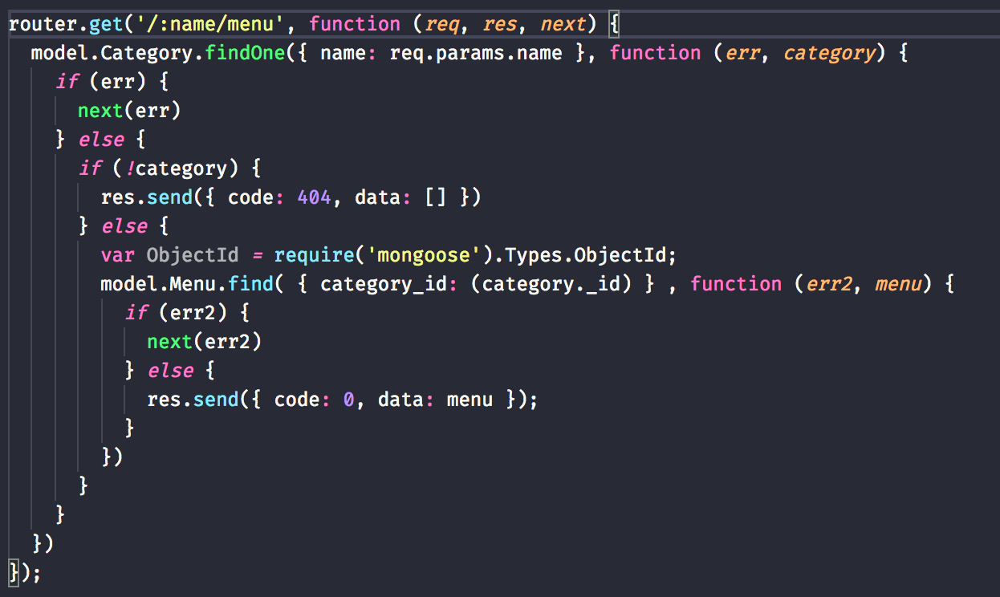 router.get('/:name/menu', function (req, res, next) {
  model.Category.findOne({ name: req.params.name }, function (err, category) {
    if (err) {
      next(err)
    } else {
      if (!category) {
        res.send({ code: 404, data: [] })
      } else {
        var ObjectId = require('mongoose').Types.ObjectId;
        model.Menu.find( { category_id: (category._id) } , function (err2, menu) {
          if (err2) {
            next(err2)
          } else {
            res.send({ code: 0, data: menu });
          }
        })
      }
    }
  })
});